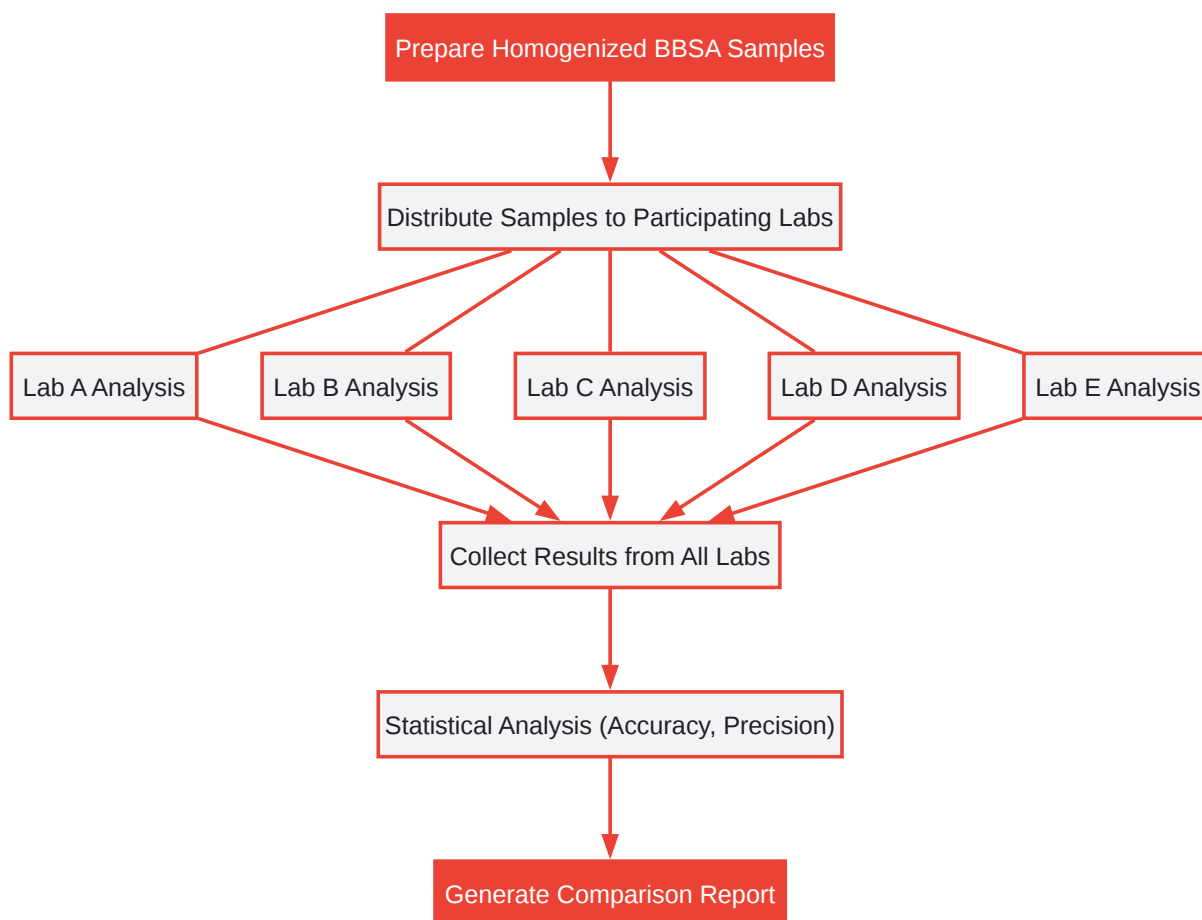 Prepare Homogenized BBSA Samples
Distribute Samples to Participating Labs
Lab A Analysis
Lab B Analysis
Lab C Analysis
Lab D Analysis
Lab E Analysis
Collect Results from All Labs
Statistical Analysis (Accuracy, Precision)
Generate Comparison Report